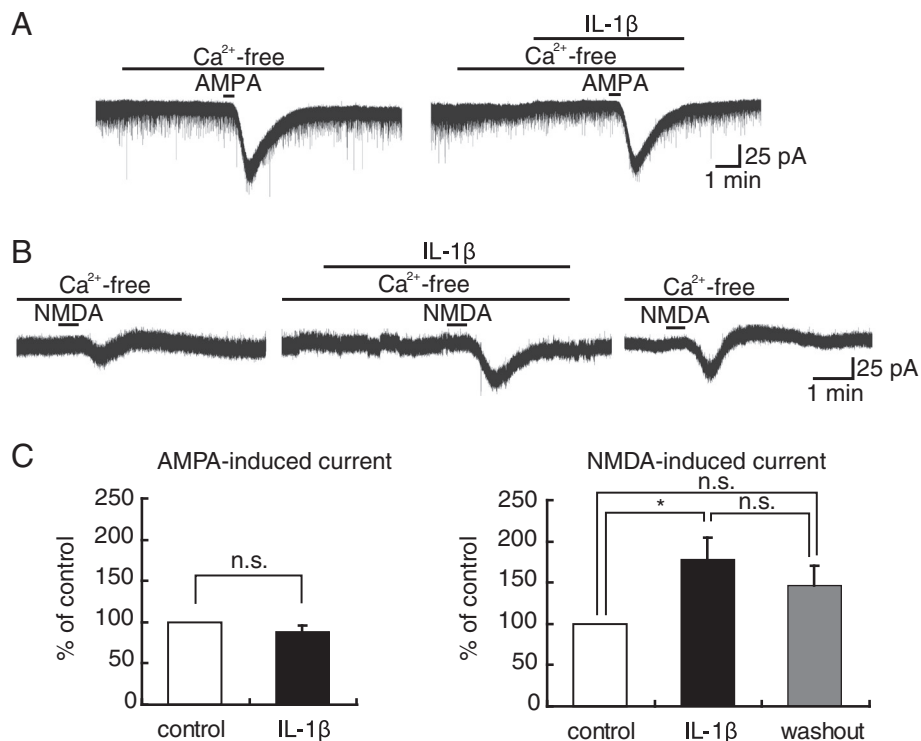 A
IL-1β
Ca²⁺-free
Ca²⁺-free
AMPA
AMPA
25 pA
1 min
B
IL-1β
Ca²⁺-free
Ca²⁺-free
Ca²⁺-free
NMDA
NMDA
NMDA
25 pA
1 min
C
AMPA-induced current
% of control
250
200
150
100
50
0
n.s.
control
IL-1β
NMDA-induced current
% of control
250
200
150
100
50
0
n.s.
*
n.s.
control
IL-1β
washout